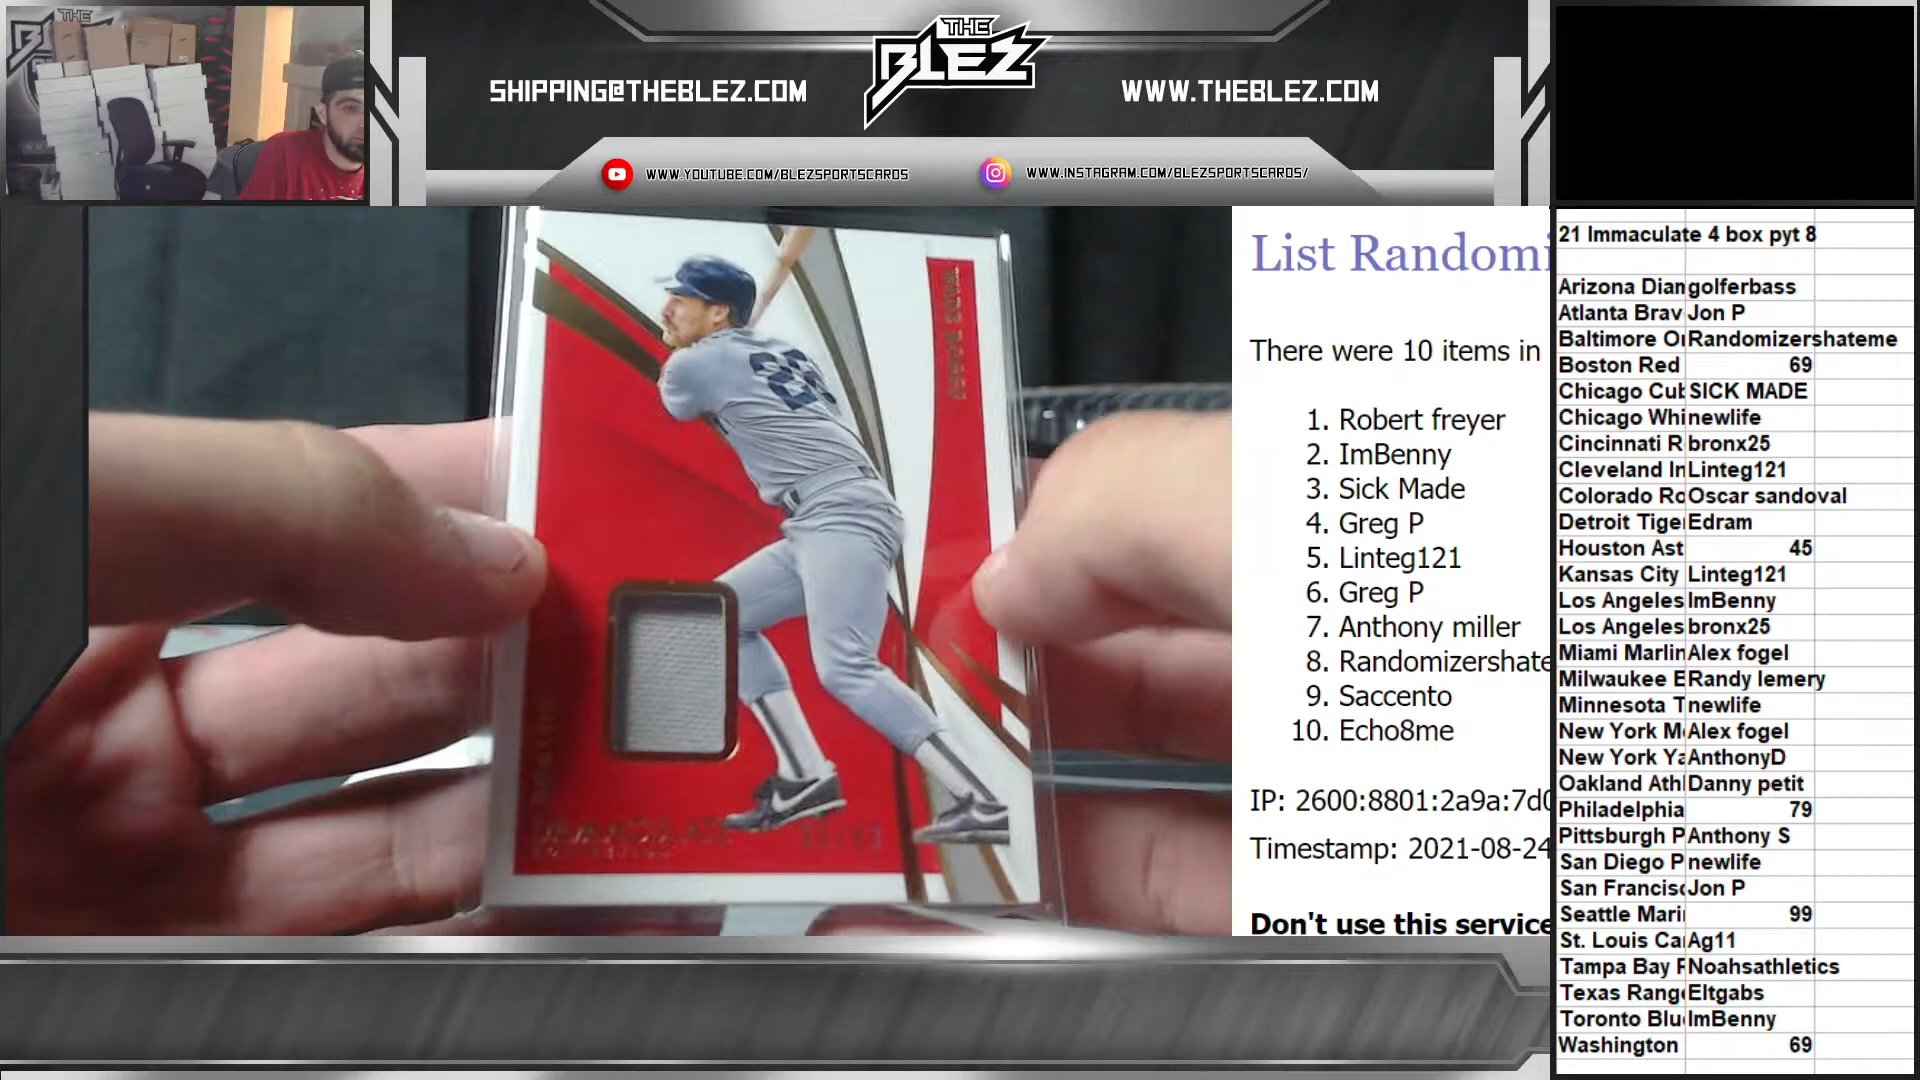 THE
BLEZ
SHIPPING@THEBLEZ.COM
WWW.THEBLEZ.COM
WWW.YOUTUBE.COM/BLEZSPORTSCARDS
WWW.INSTAGRAM.COM/BLEZSPORTSCARDS/
List Randomi
There were 10 items in
1. Robert freyer
2. ImBenny
3. Sick Made
4. Greg P
5. Linteg121
6. Greg P
7. Anthony miller
8. Randomizershate
9. Saccento
10. Echo8me
IP: 2600:8801:2a9a:7d0
Timestamp: 2021-08-24
Don't use this service
21 Immaculate 4 box pyt 8
Arizona Dian golferbass
Atlanta Brav Jon P
Baltimore Or Randomizershateme
Boston Red 69
Chicago Cub SICK MADE
Chicago Whi newlife
Cincinnati R bronx25
Cleveland In Linteg121
Colorado Ro Oscar sandoval
Detroit Tiger Edram
Houston Ast 45
Kansas City Linteg121
Los Angeles ImBenny
Los Angeles bronx25
Miami Marlin Alex fogel
Milwaukee B Randy lemery
Minnesota T newlife
New York Me Alex fogel
New York Ya AnthonyD
Oakland Athl Danny petit
Philadelphia 79
Pittsburgh P Anthony S
San Diego P newlife
San Francisc Jon P
Seattle Mari 99
St. Louis Ca Ag11
Tampa Bay R Noahsathletics
Texas Range Eltgabs
Toronto Blue ImBenny
Washington 69